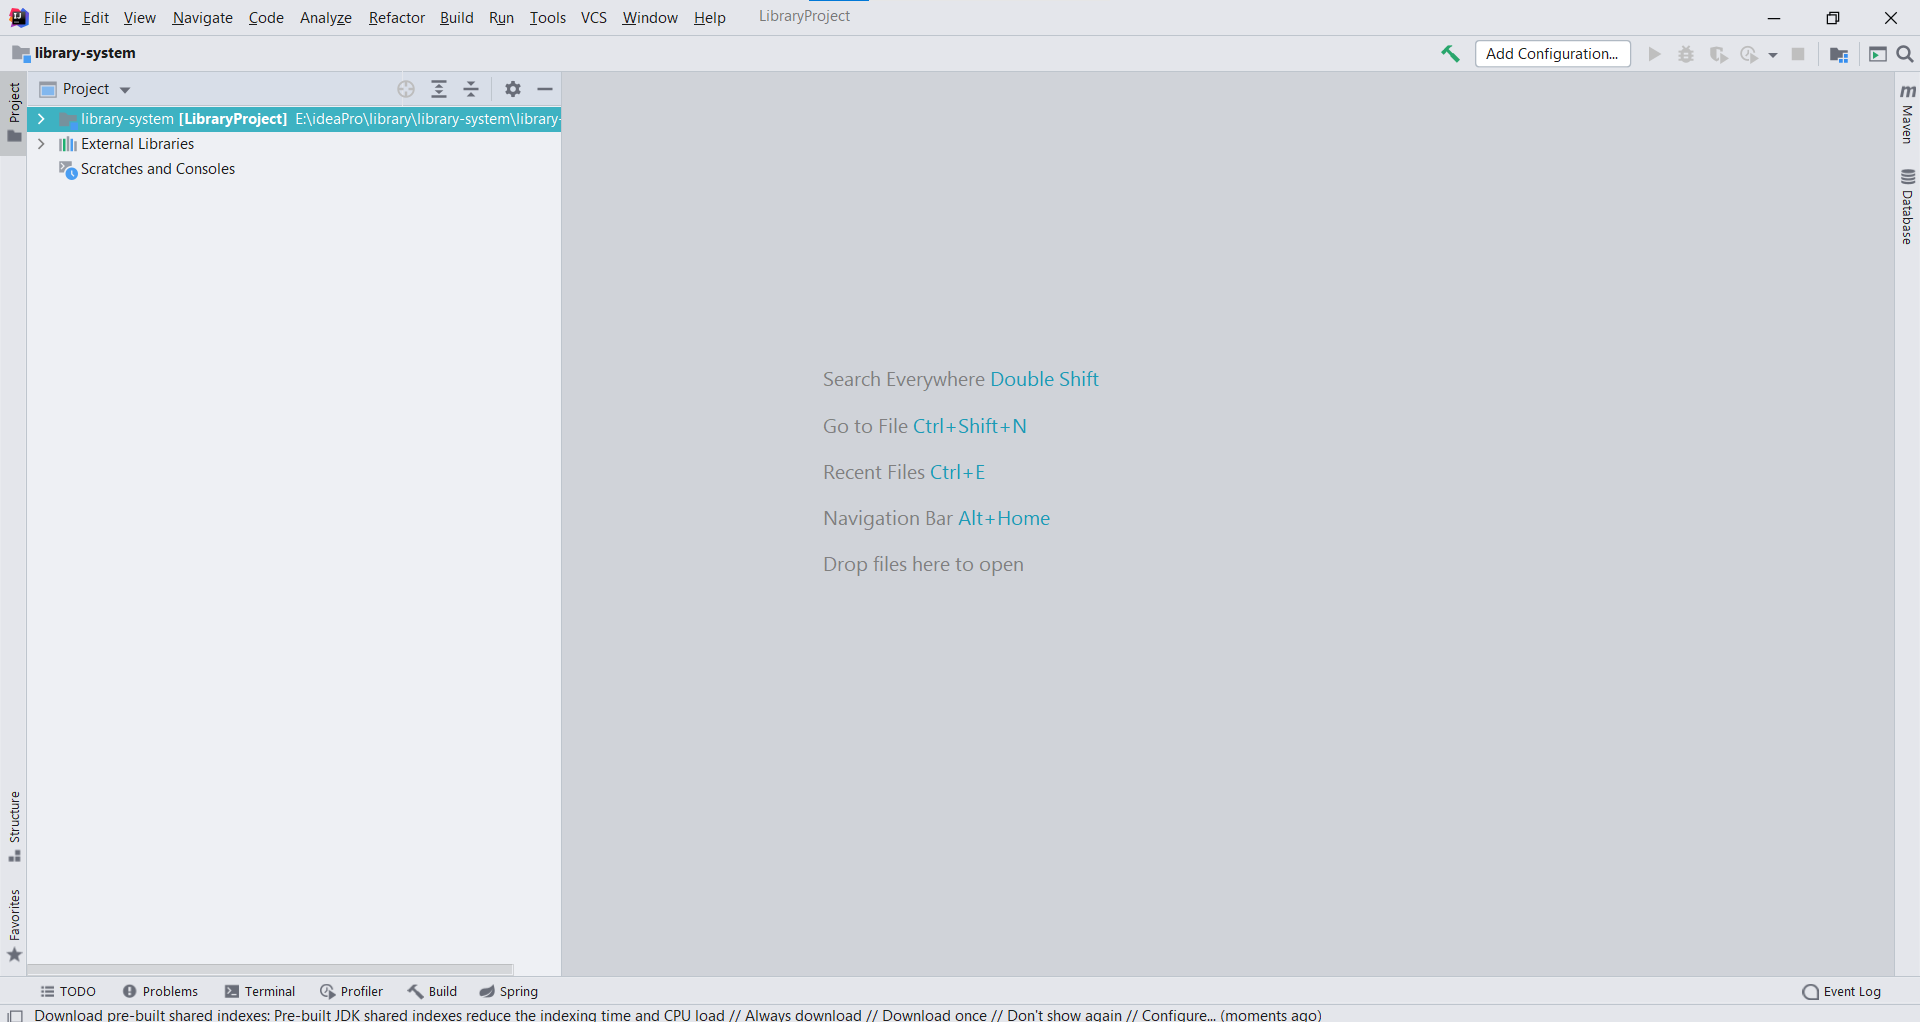 File Edit View Navigate Code Analyze Refactor Build Run Tools VCS Window Help LibraryProject
library-system
Add Configuration...
Project
Project
library-system [LibraryProject] E:\ideaPro\library\library-system\library-
External Libraries
Scratches and Consoles
Structure
Favorites
Search Everywhere Double Shift
Go to File Ctrl+Shift+N
Recent Files Ctrl+E
Navigation Bar Alt+Home
Drop files here to open
m Maven
Database
TODO Problems Terminal Profiler Build Spring Event Log
Download pre-built shared indexes: Pre-built JDK shared indexes reduce the indexing time and CPU load // Always download // Download once // Don't show again // Configure... (moments ago)